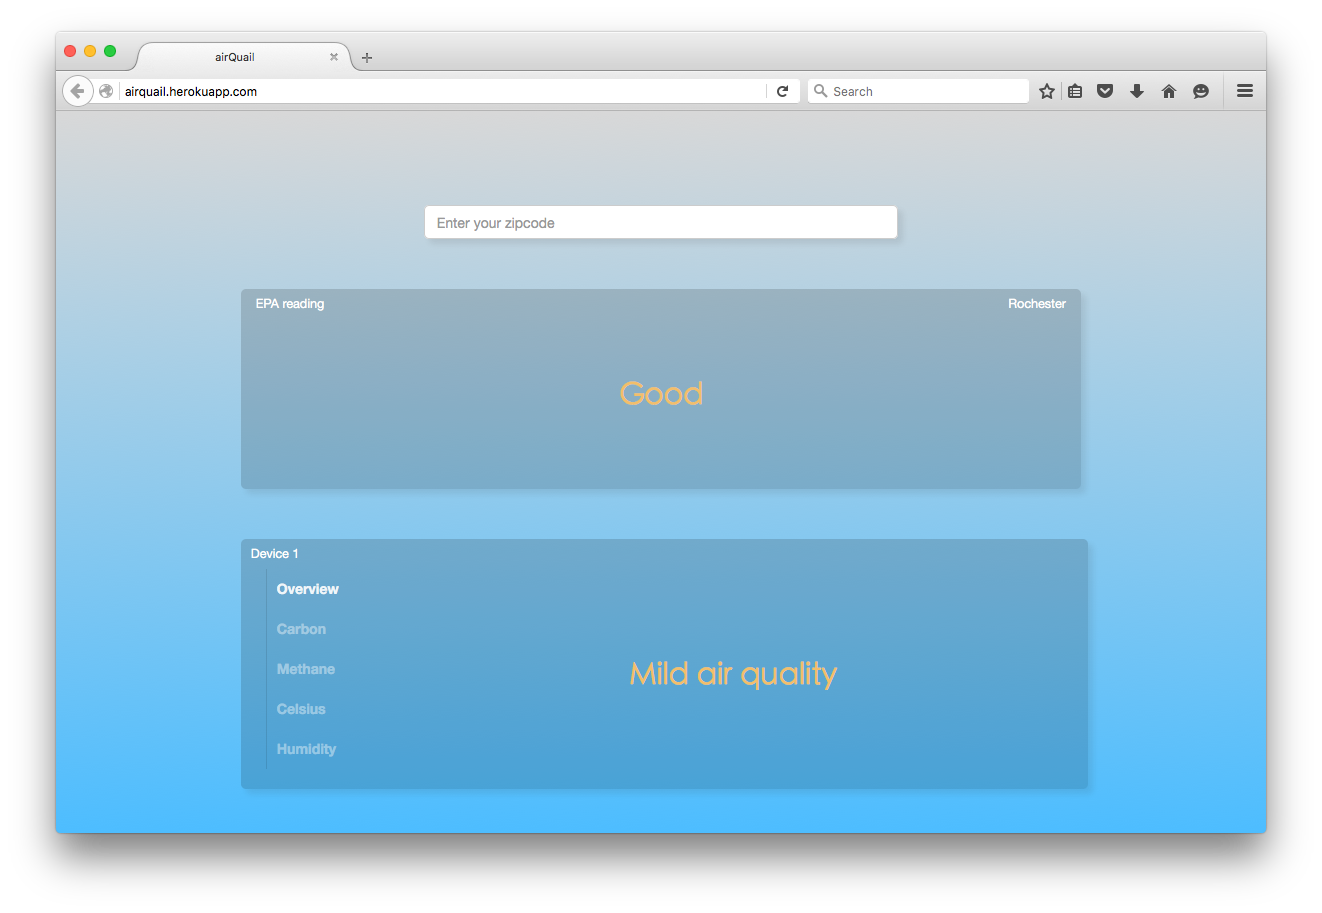 airQuail
airquail.herokuapp.com
Search
Enter your zipcode
EPA reading
Rochester
Good
Device 1
Overview
Carbon
Methane
Celsius
Humidity
Mild air quality